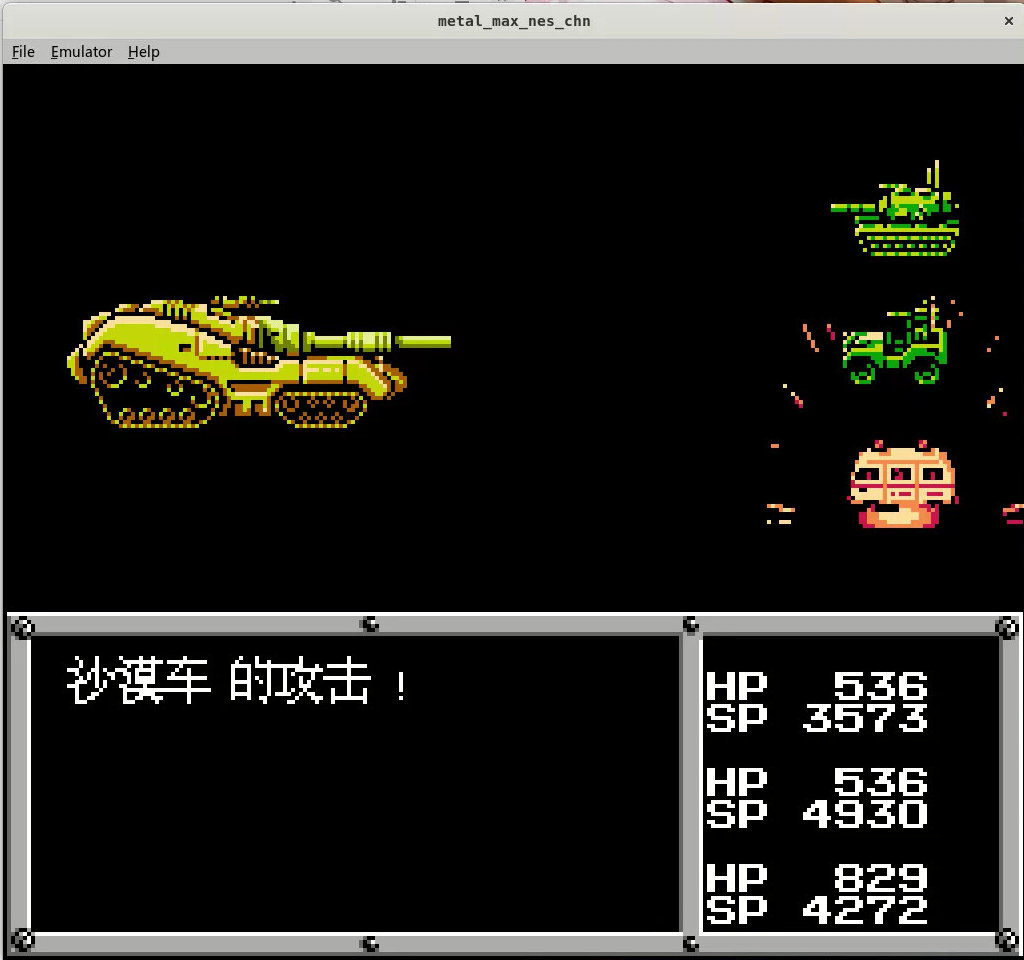 metal_max_nes_chn
×
File Emulator Help
沙漠车 的攻击 !
HP 536
SP 3573
HP 536
SP 4930
HP 829
SP 4272